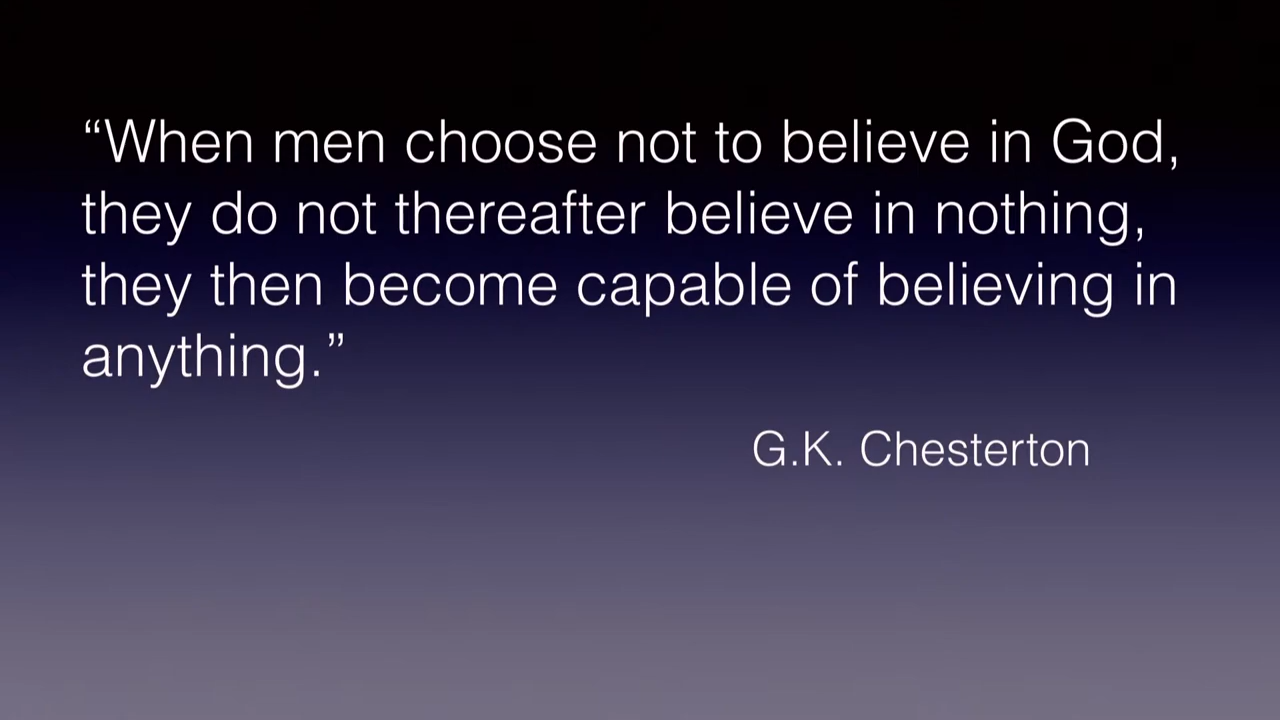 “When men choose not to believe in God,
they do not thereafter believe in nothing,
they then become capable of believing in
anything.”
G.K. Chesterton